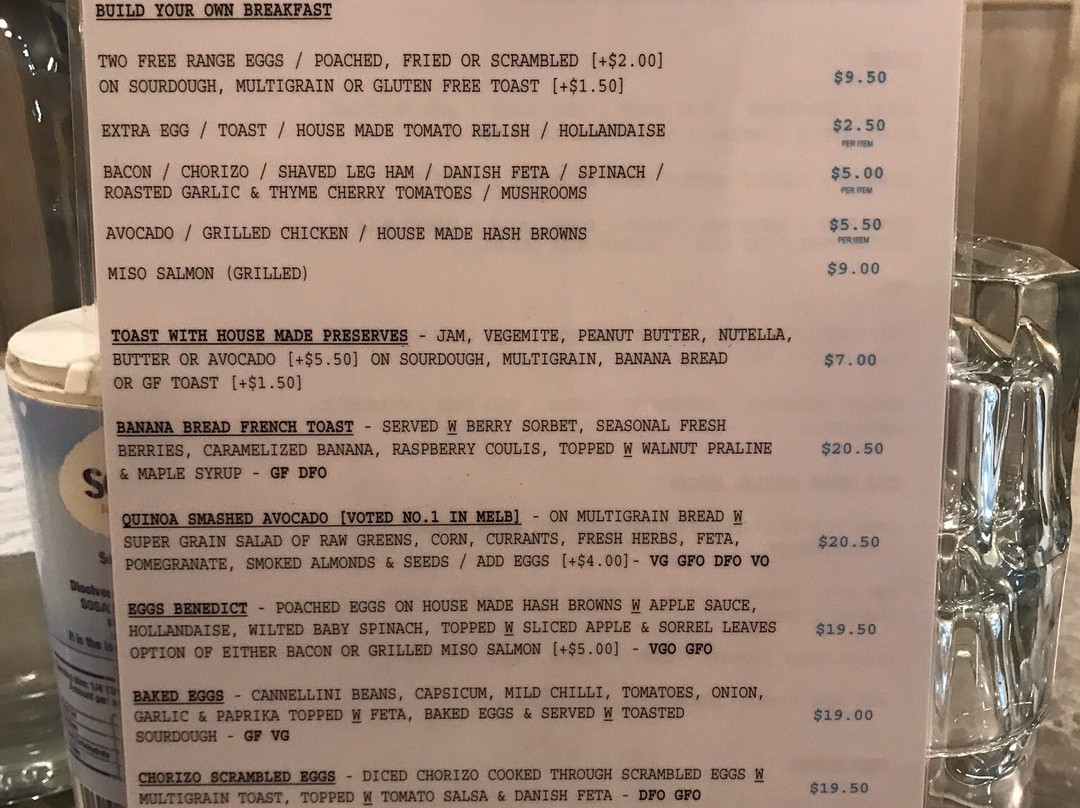 BUILD YOUR OWN BREAKFAST
TWO FREE RANGE EGGS / POACHED, FRIED OR SCRAMBLED [+$2.00]
ON SOURDOUGH, MULTIGRAIN OR GLUTEN FREE TOAST [+$1.50]
$9.50
EXTRA EGG / TOAST / HOUSE MADE TOMATO RELISH / HOLLANDAISE
$2.50
PER ITEM
BACON / CHORIZO / SHAVED LEG HAM / DANISH FETA / SPINACH /
ROASTED GARLIC & THYME CHERRY TOMATOES / MUSHROOMS
$5.00
PER ITEM
AVOCADO / GRILLED CHICKEN / HOUSE MADE HASH BROWNS
$5.50
PER ITEM
MISO SALMON (GRILLED)
$9.00
TOAST WITH HOUSE MADE PRESERVES - JAM, VEGEMITE, PEANUT BUTTER, NUTELLA,
BUTTER OR AVOCADO [+$5.50] ON SOURDOUGH, MULTIGRAIN, BANANA BREAD
OR GF TOAST [+$1.50]
$7.00
BANANA BREAD FRENCH TOAST - SERVED W BERRY SORBET, SEASONAL FRESH
BERRIES, CARAMELIZED BANANA, RASPBERRY COULIS, TOPPED W WALNUT PRALINE
& MAPLE SYRUP - GF DFO
$20.50
QUINOA SMASHED AVOCADO [VOTED NO.1 IN MELB] - ON MULTIGRAIN BREAD W
SUPER GRAIN SALAD OF RAW GREENS, CORN, CURRANTS, FRESH HERBS, FETA,
POMEGRANATE, SMOKED ALMONDS & SEEDS / ADD EGGS [+$4.00]- VG GFO DFO VO
$20.50
EGGS BENEDICT - POACHED EGGS ON HOUSE MADE HASH BROWNS W APPLE SAUCE,
HOLLANDAISE, WILTED BABY SPINACH, TOPPED W SLICED APPLE & SORREL LEAVES
OPTION OF EITHER BACON OR GRILLED MISO SALMON [+$5.00] - VGO GFO
$19.50
BAKED EGGS - CANNELLINI BEANS, CAPSICUM, MILD CHILLI, TOMATOES, ONION,
GARLIC & PAPRIKA TOPPED W FETA, BAKED EGGS & SERVED W TOASTED
SOURDOUGH - GF VG
$19.00
CHORIZO SCRAMBLED EGGS - DICED CHORIZO COOKED THROUGH SCRAMBLED EGGS W
MULTIGRAIN TOAST, TOPPED W TOMATO SALSA & DANISH FETA - DFO GFO
$19.50